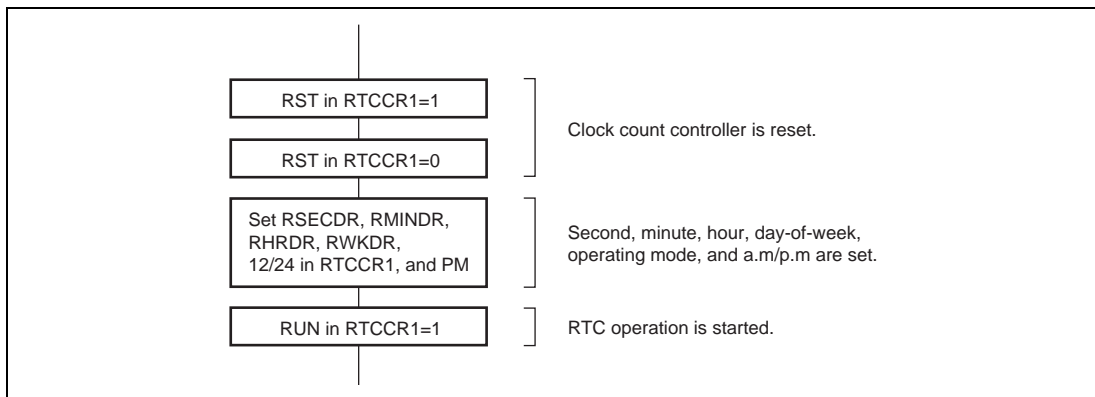 RST in RTCCR1=1
RST in RTCCR1=0
Clock count controller is reset.
Set RSECDR, RMINDR,
RHRDR, RWKDR,
12/24 in RTCCR1, and PM
Second, minute, hour, day-of-week,
operating mode, and a.m/p.m are set.
RUN in RTCCR1=1
RTC operation is started.